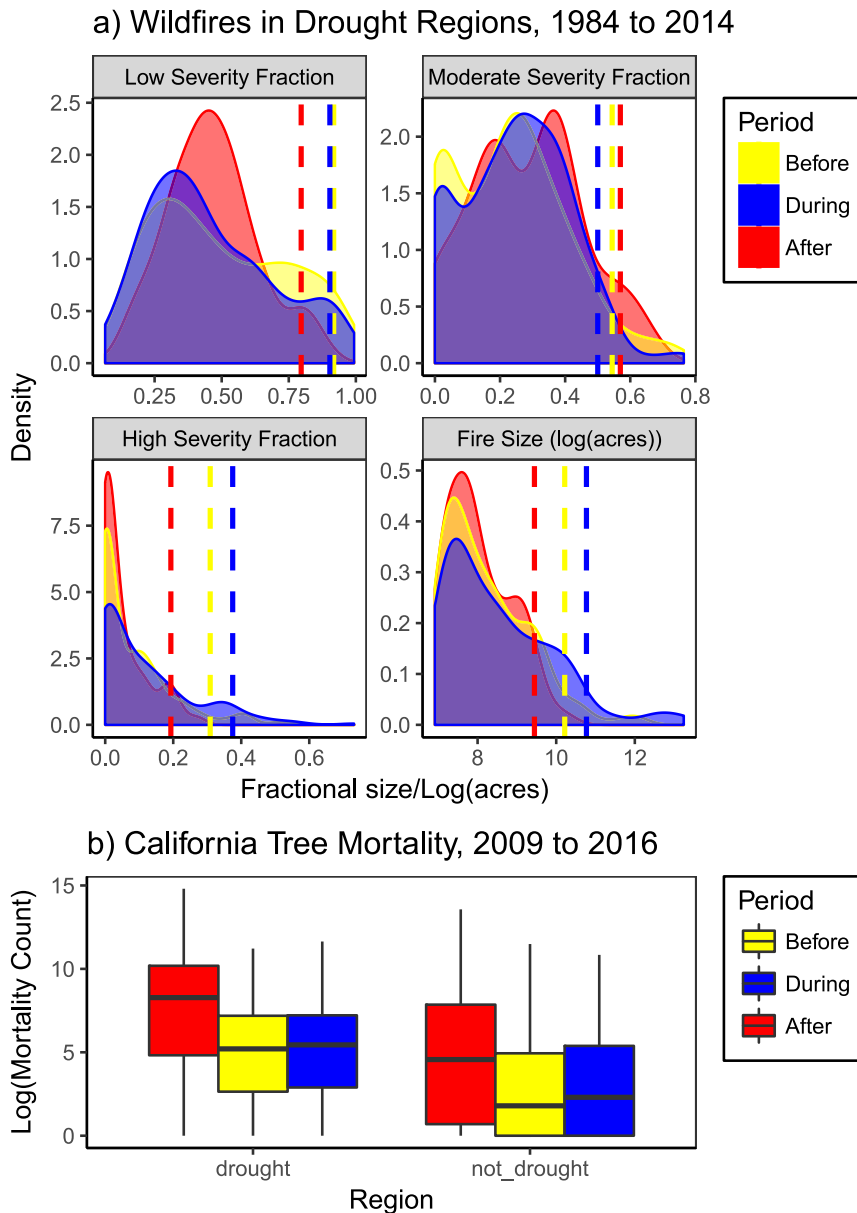 a) Wildfires in Drought Regions, 1984 to 2014
Low Severity Fraction
Moderate Severity Fraction
2.5
2.0
1.5
1.0
0.5
0.0
0.25
0.50
0.75
1.00
2.0
1.5
1.0
0.5
0.0
0.0
0.2
0.4
0.6
0.8
Density
High Severity Fraction
Fire Size (log(acres))
7.5
5.0
2.5
0.0
0.0
0.2
0.4
0.6
0.5
0.4
0.3
0.2
0.1
0.0
8
10
12
Fractional size/Log(acres)
Period
Before
During
After
b) California Tree Mortality, 2009 to 2016
Log(Mortality Count)
15
10
5
0
drought
not_drought
Region
Period
Before
During
After